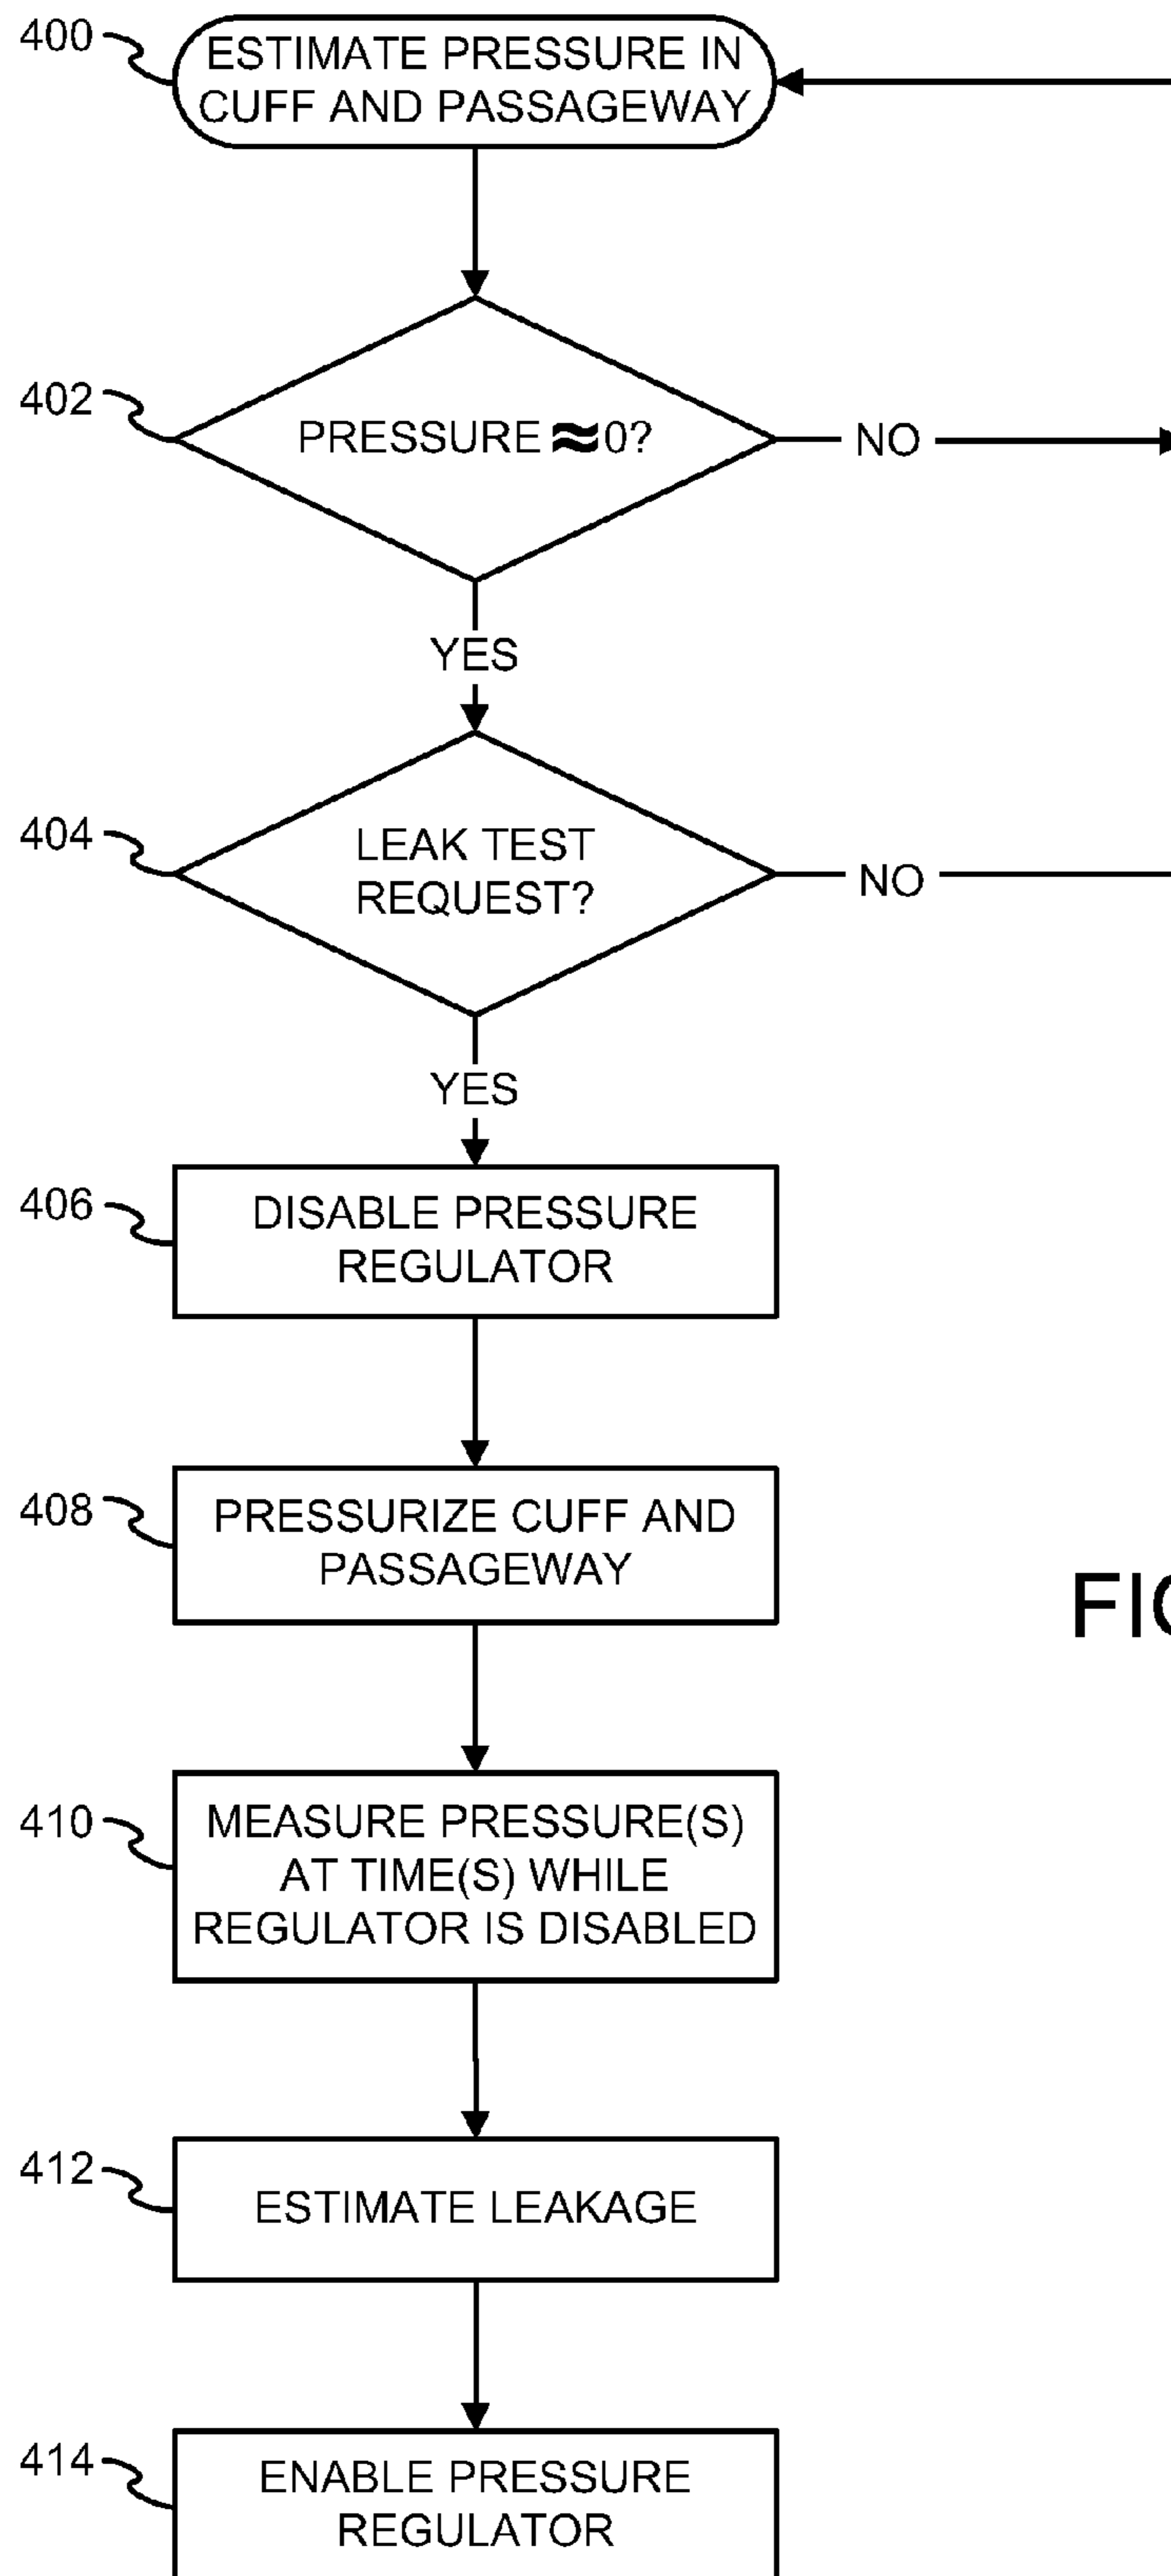 400
ESTIMATE PRESSURE IN
CUFF AND PASSAGEWAY
402
PRESSURE ≈ 0?
NO
YES
404
LEAK TEST
REQUEST?
NO
YES
406
DISABLE PRESSURE
REGULATOR
408
PRESSURIZE CUFF AND
PASSAGEWAY
FIG
410
MEASURE PRESSURE(S)
AT TIME(S) WHILE
REGULATOR IS DISABLED
412
ESTIMATE LEAKAGE
414
ENABLE PRESSURE
REGULATOR